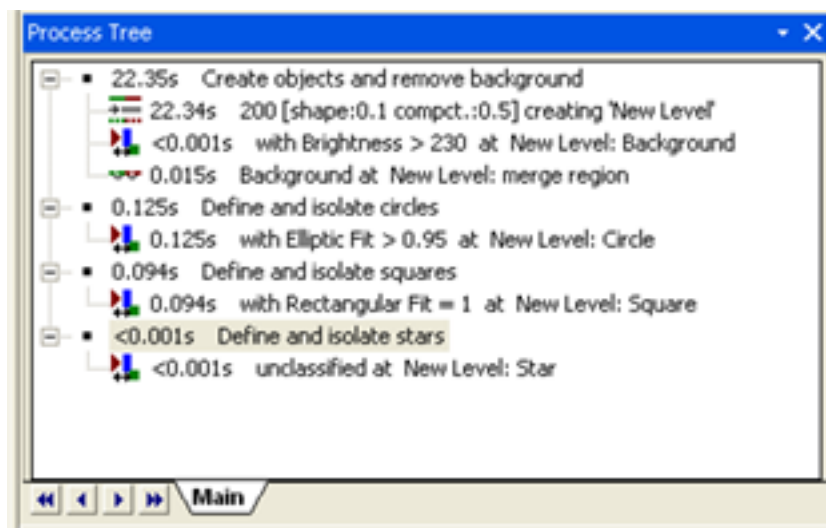 Process Tree
22.35s Create objects and remove background
22.34s 200 [shape:0.1 compct.:0.5] creating 'New Level'
<0.001s with Brightness > 230 at New Level: Background
0.015s Background at New Level: merge region
0.125s Define and isolate circles
0.125s with Elliptic Fit > 0.95 at New Level: Circle
0.094s Define and isolate squares
0.094s with Rectangular Fit = 1 at New Level: Square
<0.001s Define and isolate stars
<0.001s unclassified at New Level: Star
Main